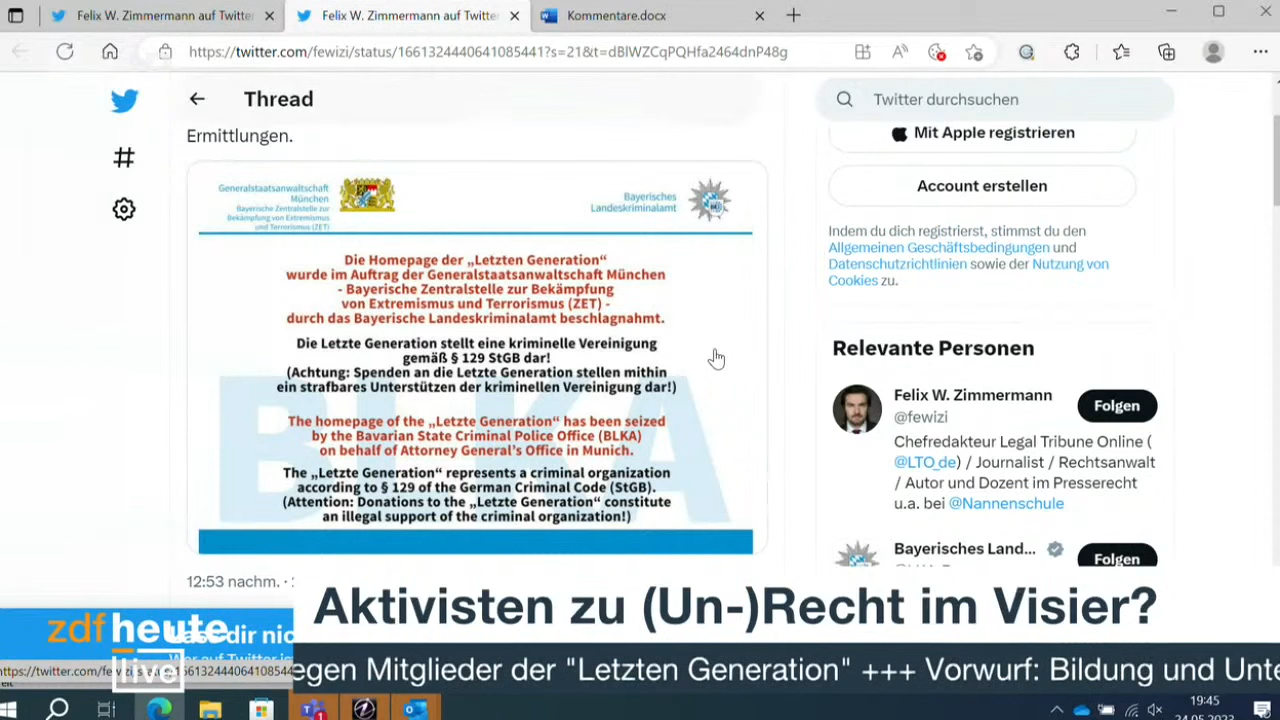 Felix W. Zimmermann auf Twitter
Felix W. Zimmermann auf Twitte
Kommentare.docx
https://twitter.com/fewizi/status/1661324440641085441?s=21&t=dBlWZCqPQHfa2464dnP48g
Thread
Twitter durchsuchen
Ermittlungen.
Mit Apple registrieren
Account erstellen
Indem du dich registrierst, stimmst du den
Allgemeinen Geschäftsbedingungen und
Datenschutzrichtlinien sowie der Nutzung von
Cookies zu.
Generalstaatsanwaltschaft
München
Bayerische Zentralstelle zur
Bekämpfung von Extremismus
und Terrorismus (ZET)
Bayerisches
Landeskriminalamt
Die Homepage der „Letzten Generation“
wurde im Auftrag der Generalstaatsanwaltschaft München
- Bayerische Zentralstelle zur Bekämpfung
von Extremismus und Terrorismus (ZET) -
durch das Bayerische Landeskriminalamt beschlagnahmt.
Die Letzte Generation stellt eine kriminelle Vereinigung
gemäß § 129 StGB dar!
(Achtung: Spenden an die Letzte Generation stellen mithin
ein strafbares Unterstützen der kriminellen Vereinigung dar!)
BLKA
The homepage of the „Letzte Generation“ has been seized
by the Bavarian State Criminal Police Office (BLKA)
on behalf of Attorney General's Office in Munich.
The „Letzte Generation“ represents a criminal organization
according to § 129 of the German Criminal Code (StGB).
(Attention: Donations to the „Letzte Generation“ constitute
an illegal support of the criminal organization!)
12:53 nachm. ·
Relevante Personen
Felix W. Zimmermann
@fewizi
Folgen
Chefredakteur Legal Tribune Online (
@LTO_de) / Journalist / Rechtsanwalt
/ Autor und Dozent im Presserecht
u.a. bei @Nannenschule
Bayerisches Land...
Folgen
Aktivisten zu (Un-)Recht im Visier?
zdfheute
live
Lass dir nic
egen Mitglieder der "Letzten Generation" +++ Vorwurf: Bildung und Unte
19:45
24.05.2023